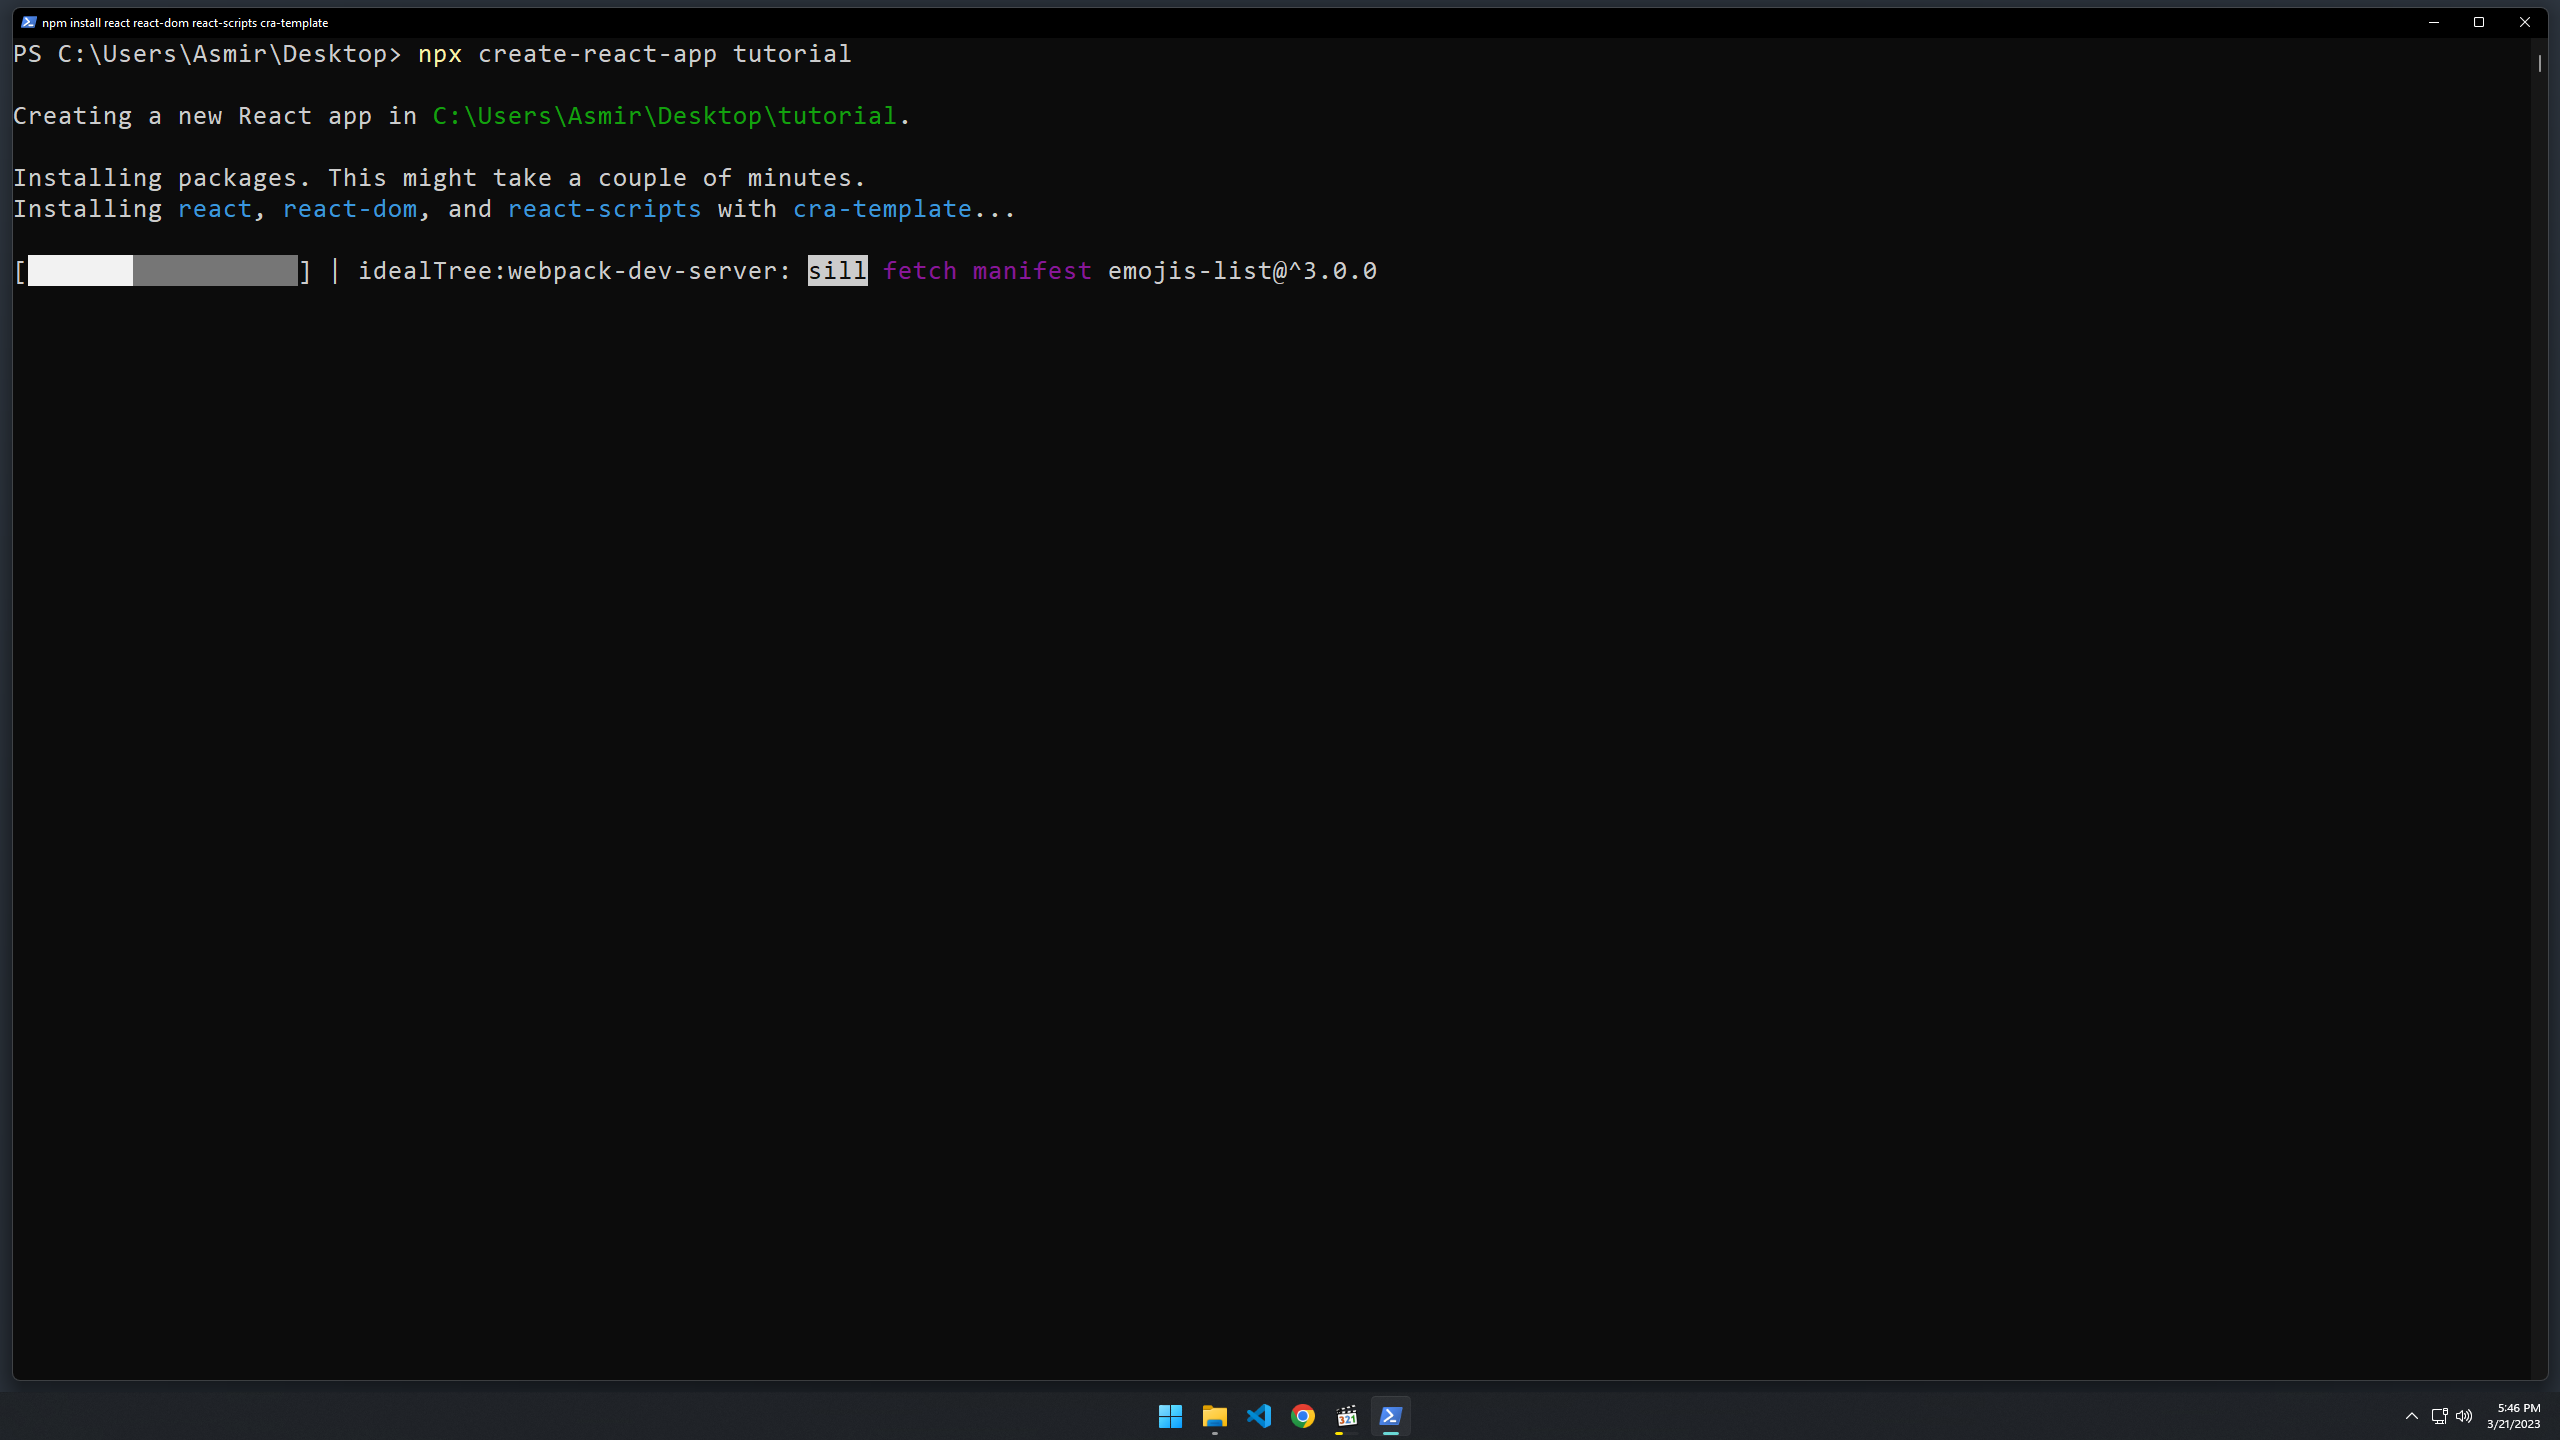 npm install react react-dom react-scripts cra-template
PS C:\Users\Asmir\Desktop> npx create-react-app tutorial
Creating a new React app in C:\Users\Asmir\Desktop\tutorial.
Installing packages. This might take a couple of minutes.
Installing react, react-dom, and react-scripts with cra-template...
[                  ] | idealTree:webpack-dev-server: sill fetch manifest emojis-list@^3.0.0
321
5:46 PM
3/21/2023